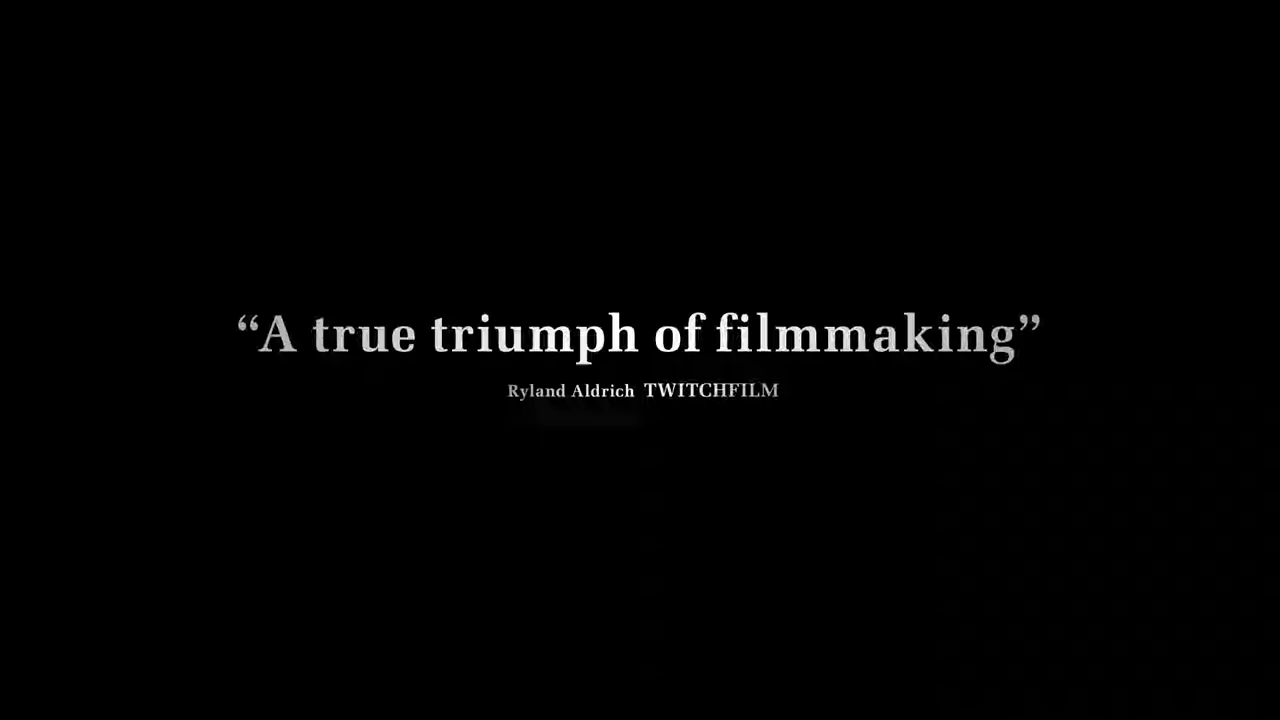 “A true triumph of filmmaking”
Ryland Aldrich TWITCHFILM